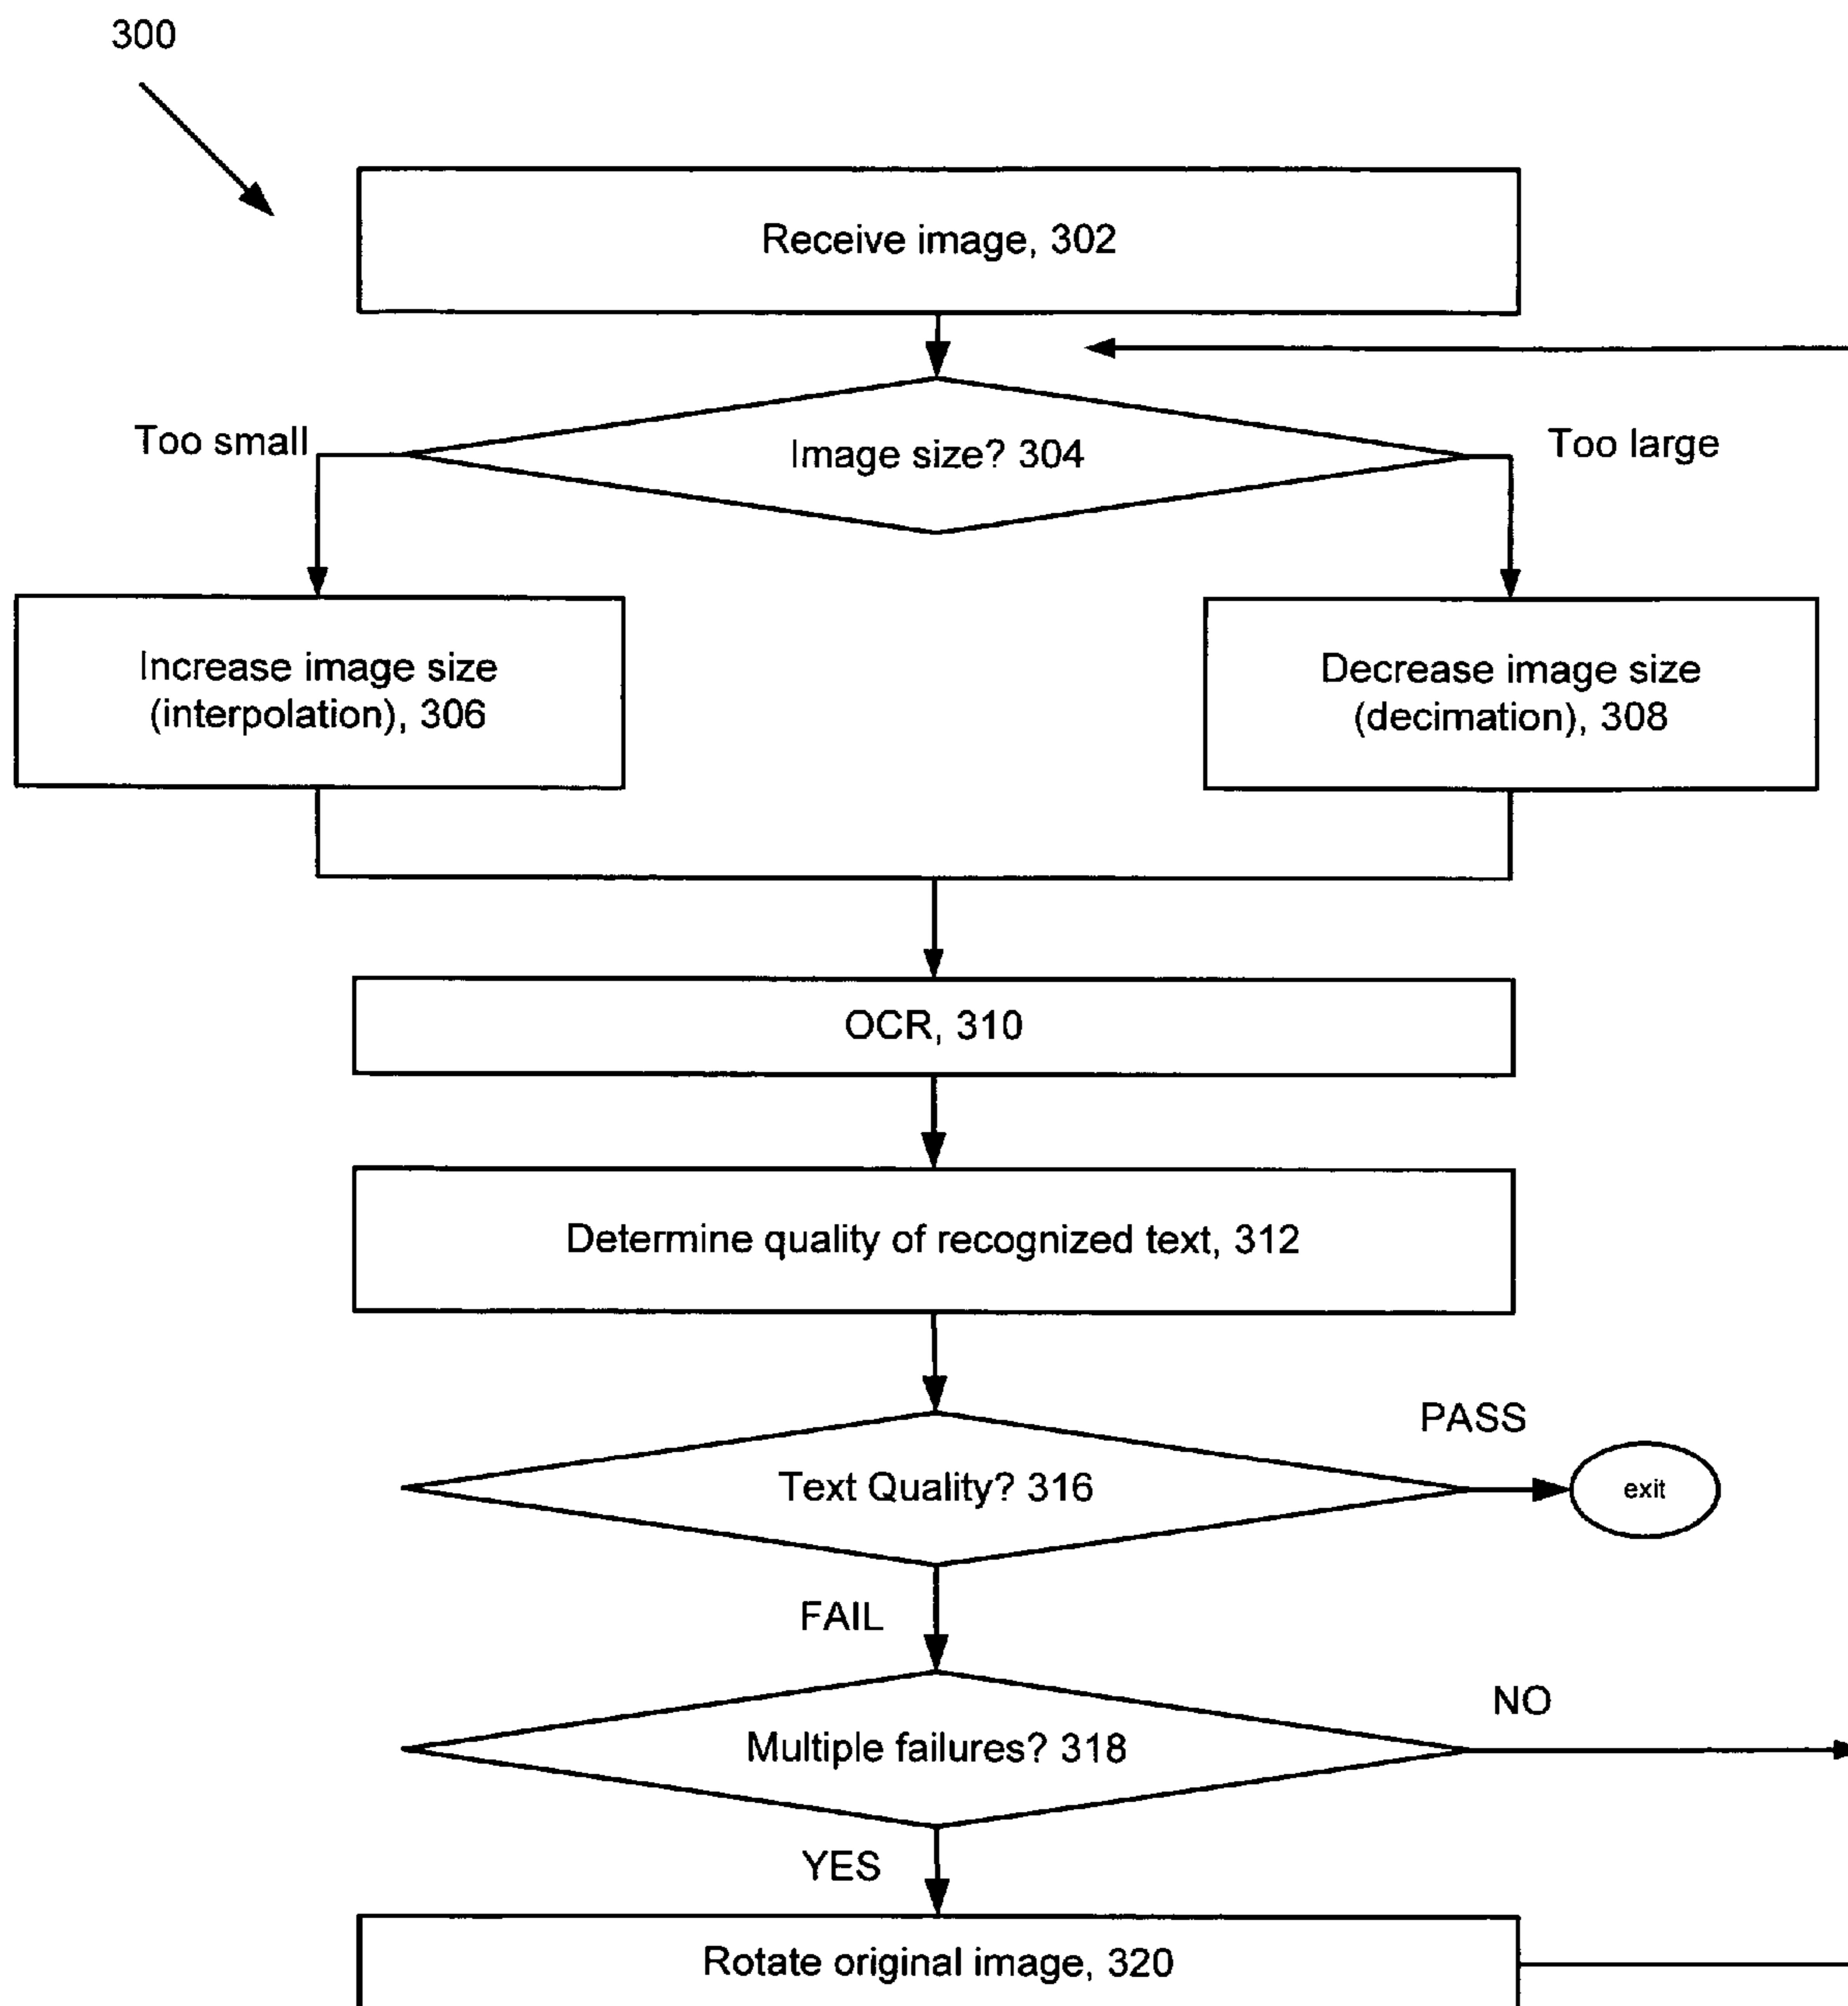 300
Receive image, 302
Too small
Image size? 304
Too large
Increase image size
(interpolation), 306
Decrease image size
(decimation), 308
OCR, 310
Determine quality of recognized text, 312
PASS
Text Quality? 316
exit
FAIL
NO
Multiple failures? 318
YES
Rotate original image, 320